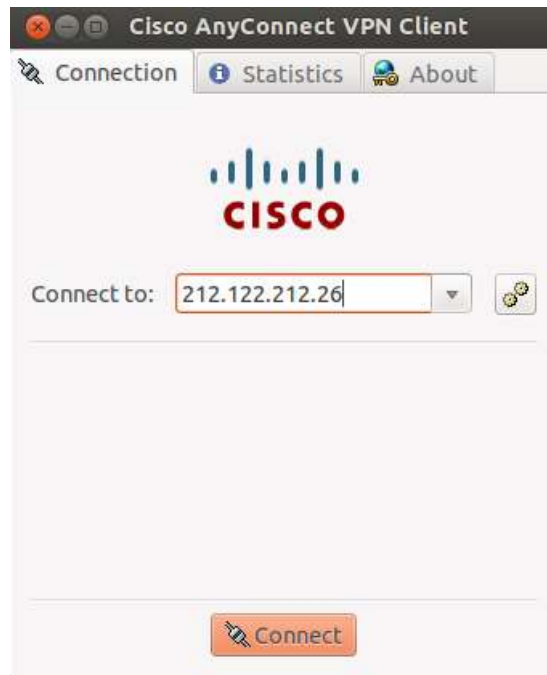 Cisco AnyConnect VPN Client
Connection Statistics About
CISCO
Connect to: 212.122.212.26
Connect